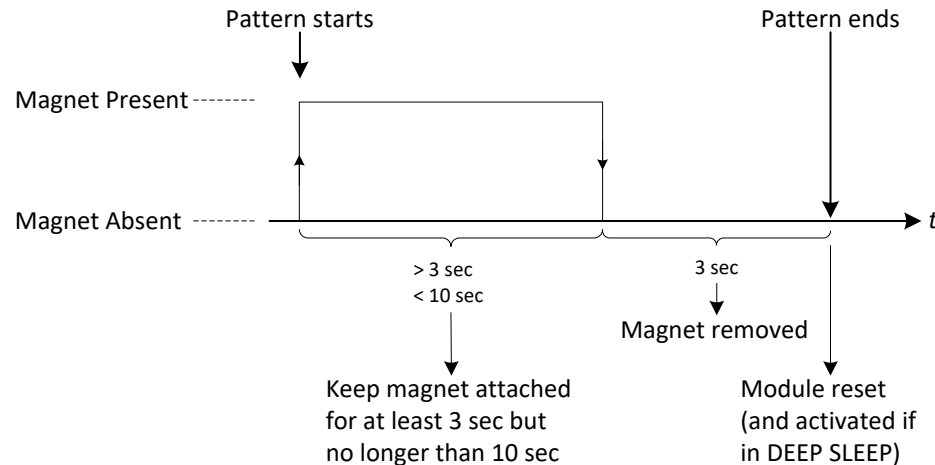 Pattern starts
Pattern ends
Magnet Present
Magnet Absent
t
> 3 sec
< 10 sec
3 sec
Magnet removed
Keep magnet attached
for at least 3 sec but
no longer than 10 sec
Module reset
(and activated if
in DEEP SLEEP)